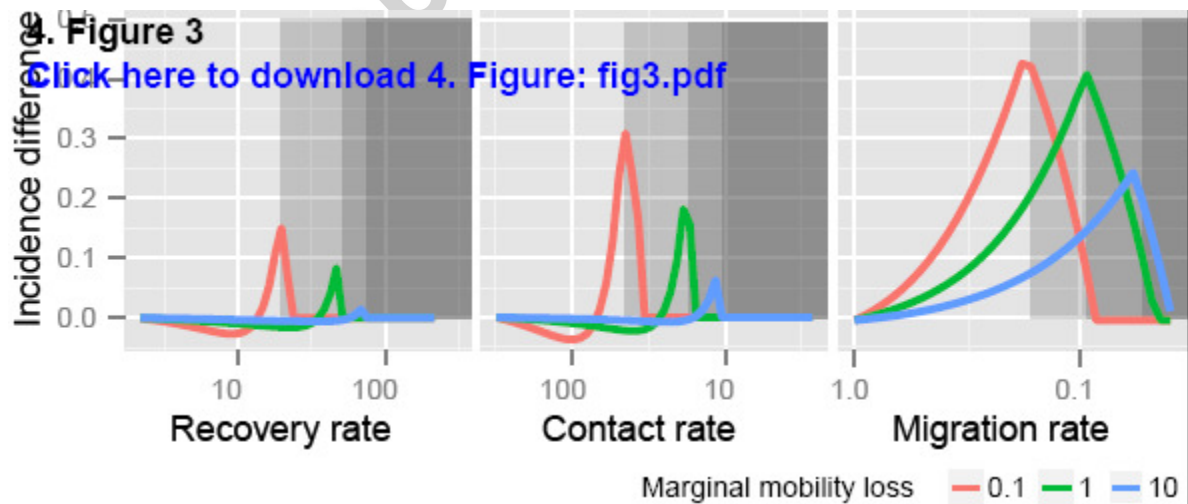 4. Figure 3
Click here to download 4. Figure: fig3.pdf
Incidence difference
0.3
0.2
0.1
0.0
10 100
100 10
1.0 0.1
Recovery rate Contact rate Migration rate
Marginal mobility loss 0.1 1 10